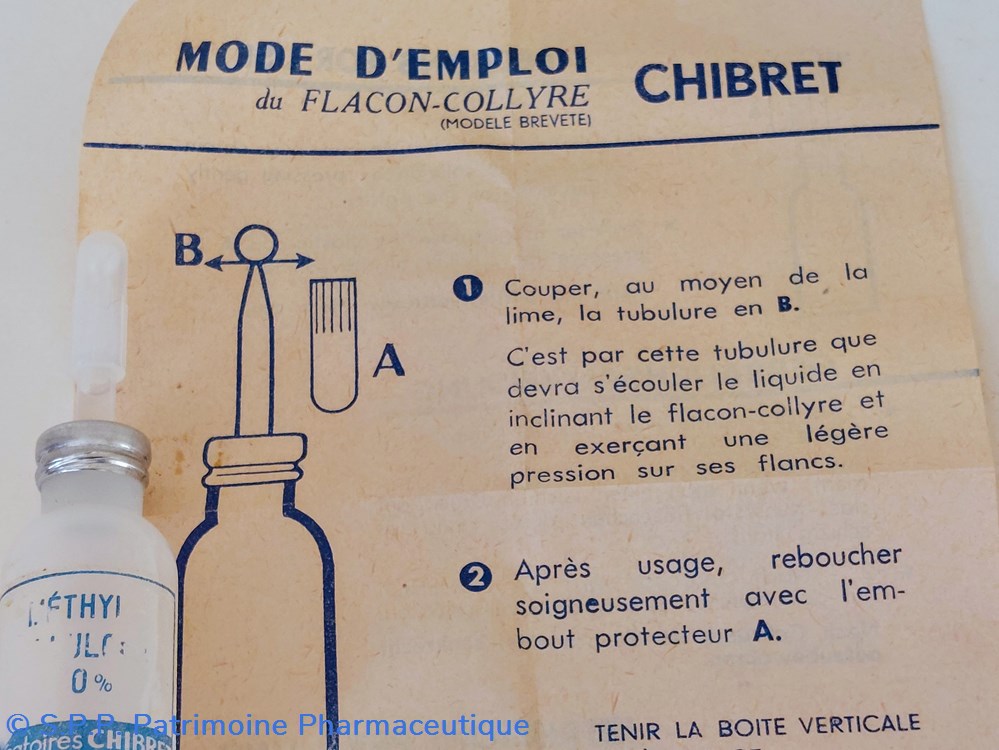 MODE D'EMPLOI
du FLACON-COLLYRE
(MODELE BREVETE)
CHIBRET
B
A
1 Couper, au moyen de la
lime, la tubulure en B.
C'est par cette tubulure que
devra s'écouler le liquide en
inclinant le flacon-collyre et
en exerçant une légère
pression sur ses flancs.
2 Après usage, reboucher
soigneusement avec l'em-
bout protecteur A.
TENIR LA BOITE VERTICALE
0 %
CHIBRET
© S.P.P. Patrimoine Pharmaceutique